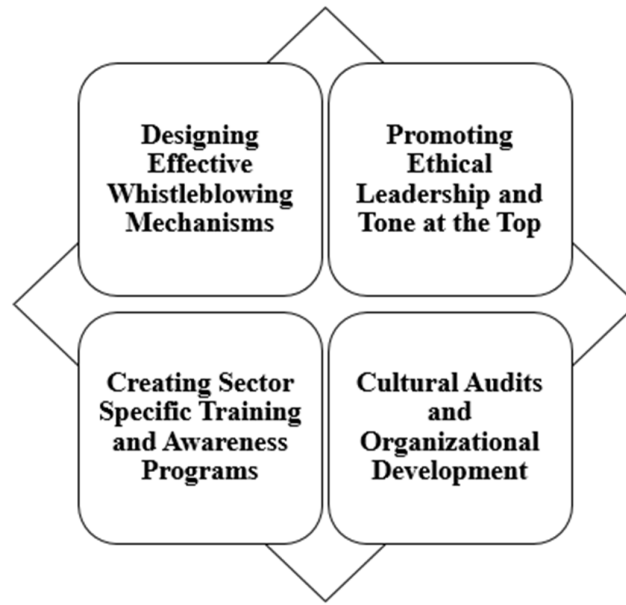 Designing
Effective
Whistleblowing
Mechanisms
Promoting
Ethical
Leadership and
Tone at the Top
Creating Sector
Specific Training
and Awareness
Programs
Cultural Audits
and
Organizational
Development